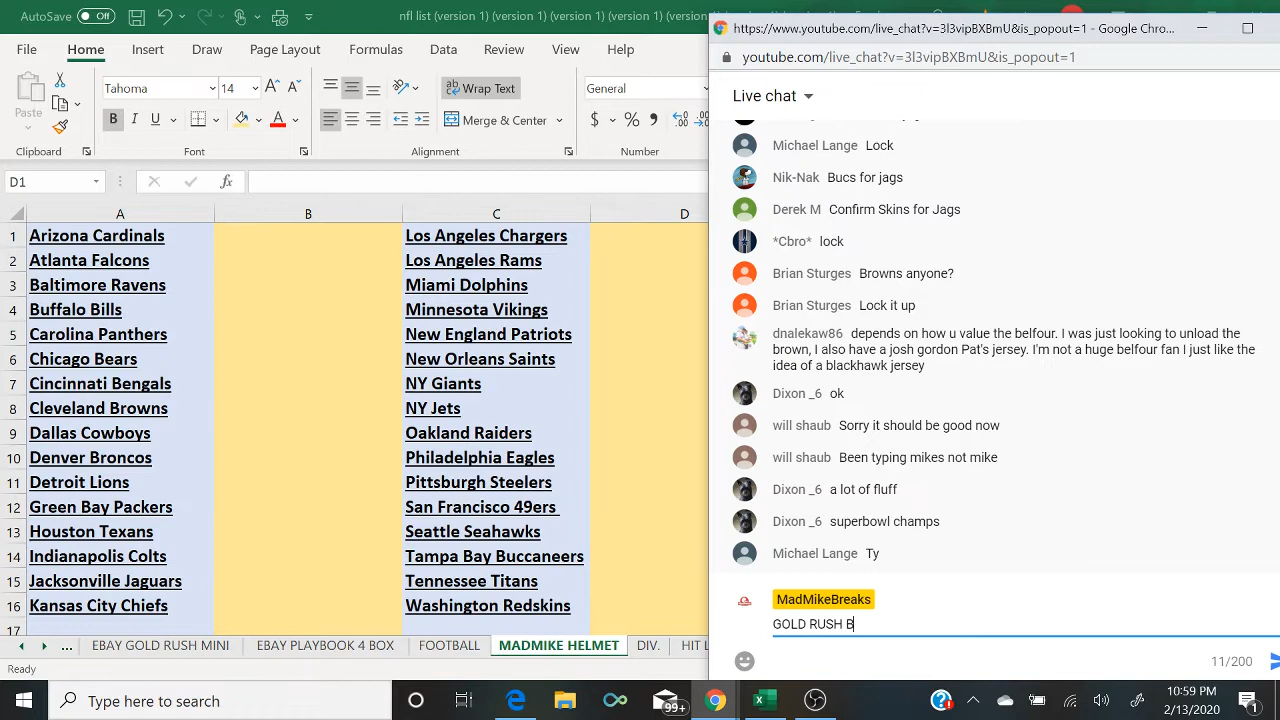 AutoSave Off nfl list (version 1) (version 1) (version 1) (version 1)
https://www.youtube.com/live_chat?v=3l3vipBXBmU&is_popout=1 - Google Chro...
File Home Insert Draw Page Layout Formulas Data Review View Help
youtube.com/live_chat?v=3l3vipBXBmU&is_popout=1
Paste
Tahoma 14
Wrap Text
General
Merge & Center
Clipboard Font Alignment Number
D1
fx
A B C D
1 Arizona Cardinals Los Angeles Chargers
2 Atlanta Falcons Los Angeles Rams
3 Baltimore Ravens Miami Dolphins
4 Buffalo Bills Minnesota Vikings
5 Carolina Panthers New England Patriots
6 Chicago Bears New Orleans Saints
7 Cincinnati Bengals NY Giants
8 Cleveland Browns NY Jets
9 Dallas Cowboys Oakland Raiders
10 Denver Broncos Philadelphia Eagles
11 Detroit Lions Pittsburgh Steelers
12 Green Bay Packers San Francisco 49ers
13 Houston Texans Seattle Seahawks
14 Indianapolis Colts Tampa Bay Buccaneers
15 Jacksonville Jaguars Tennessee Titans
16 Kansas City Chiefs Washington Redskins
17
... EBAY GOLD RUSH MINI EBAY PLAYBOOK 4 BOX FOOTBALL MADMIKE HELMET DIV. HIT L
Ready
Live chat
Michael Lange Lock
Nik-Nak Bucs for jags
Derek M Confirm Skins for Jags
*Cbro* lock
Brian Sturges Browns anyone?
Brian Sturges Lock it up
dnalekaw86 depends on how u value the belfour. I was just looking to unload the
brown, I also have a josh gordon Pat's jersey. I'm not a huge belfour fan I just like the
idea of a blackhawk jersey
Dixon _6 ok
will shaub Sorry it should be good now
will shaub Been typing mikes not mike
Dixon _6 a lot of fluff
Dixon _6 superbowl champs
Michael Lange Ty
MadMikeBreaks
GOLD RUSH B
11/200
Type here to search
99+
10:59 PM
2/13/2020
1